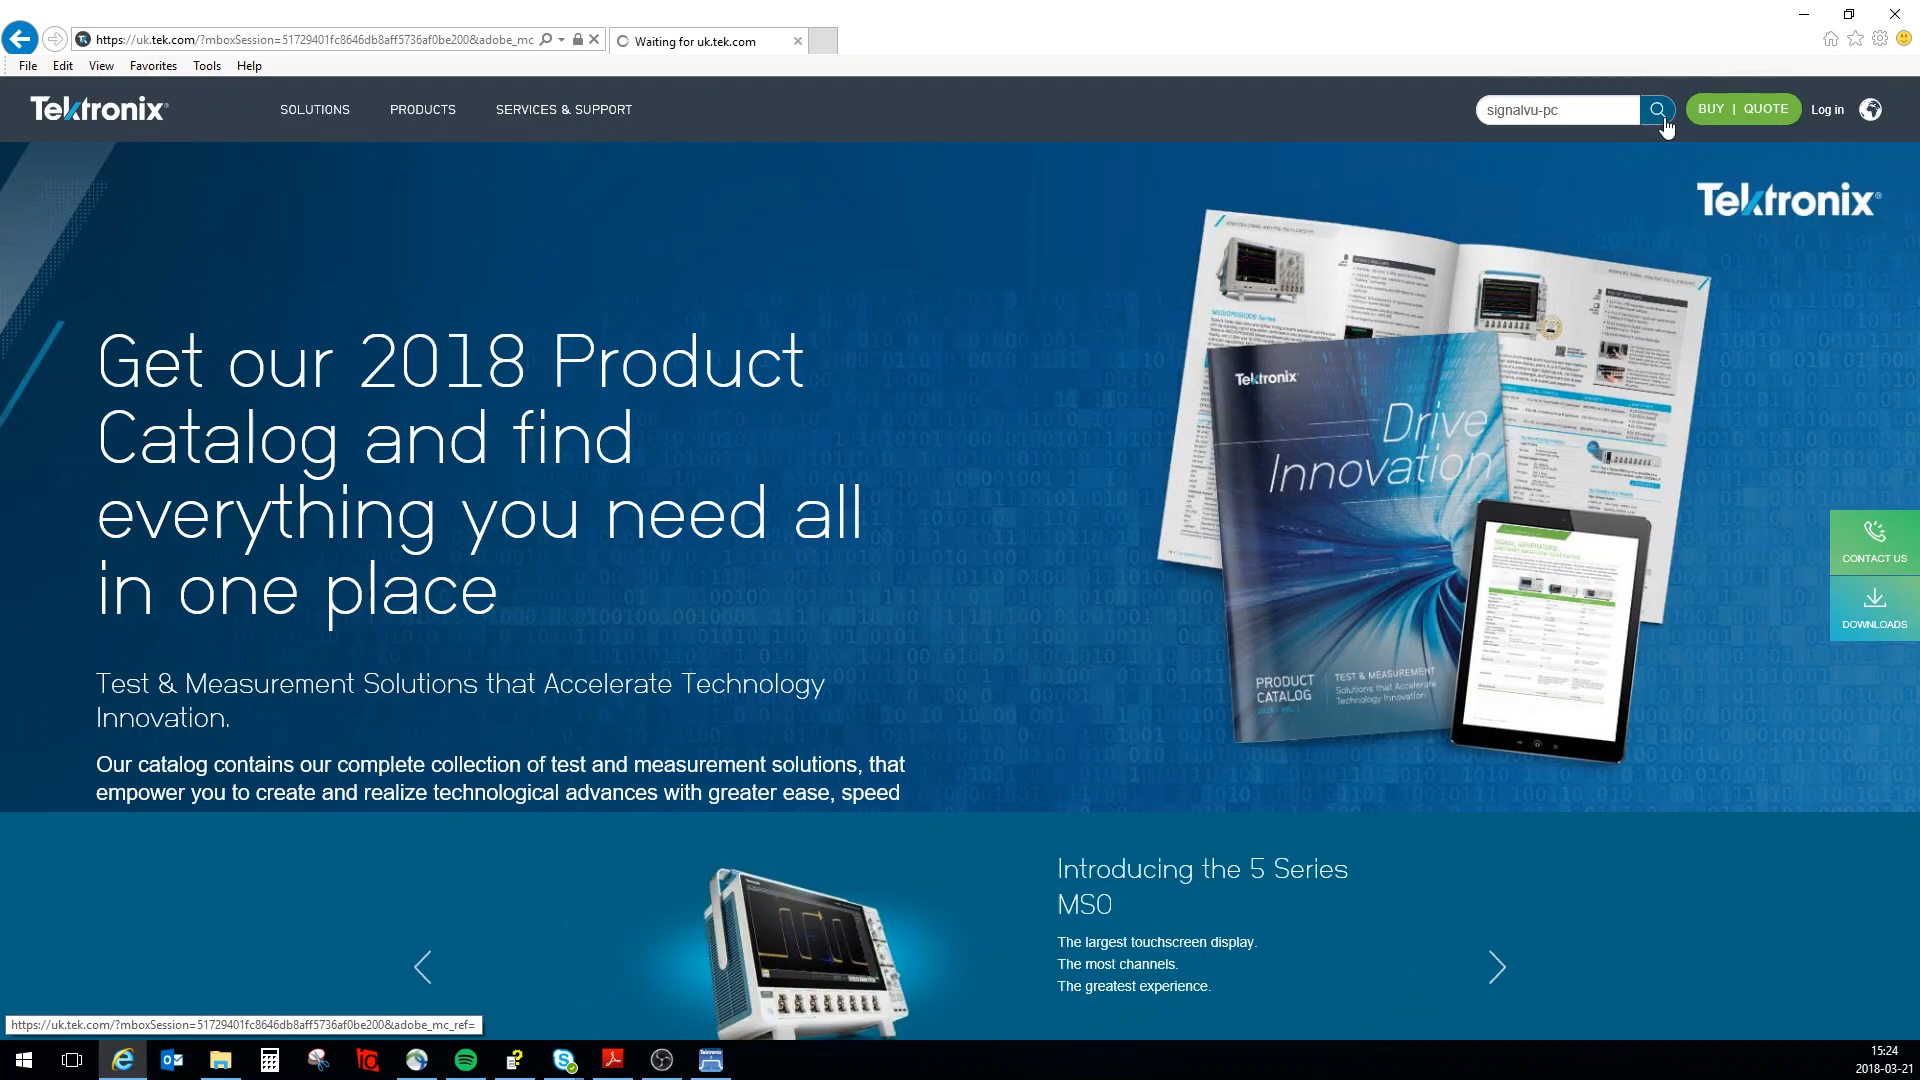 https://uk.tek.com/?mboxSession=51729401fc8646db8aff5736af0be200&adobe_mc
Waiting for uk.tek.com
File Edit View Favorites Tools Help
Tektronix
SOLUTIONS PRODUCTS SERVICES & SUPPORT
signalvu-pc
BUY | QUOTE
Log in
Tektronix
Get our 2018 Product
Catalog and find
everything you need all
in one place
Test & Measurement Solutions that Accelerate Technology
Innovation.
Our catalog contains our complete collection of test and measurement solutions, that
empower you to create and realize technological advances with greater ease, speed
Tektronix
Drive
Innovation
PRODUCT
CATALOG
TEST & MEASUREMENT
Solutions that Accelerate
Technology Innovation
CONTACT US
DOWNLOADS
Introducing the 5 Series
MSO
The largest touchscreen display.
The most channels.
The greatest experience.
https://uk.tek.com/?mboxSession=51729401fc8646db8aff5736af0be200&adobe_mc_ref=
15:24
2018-03-21